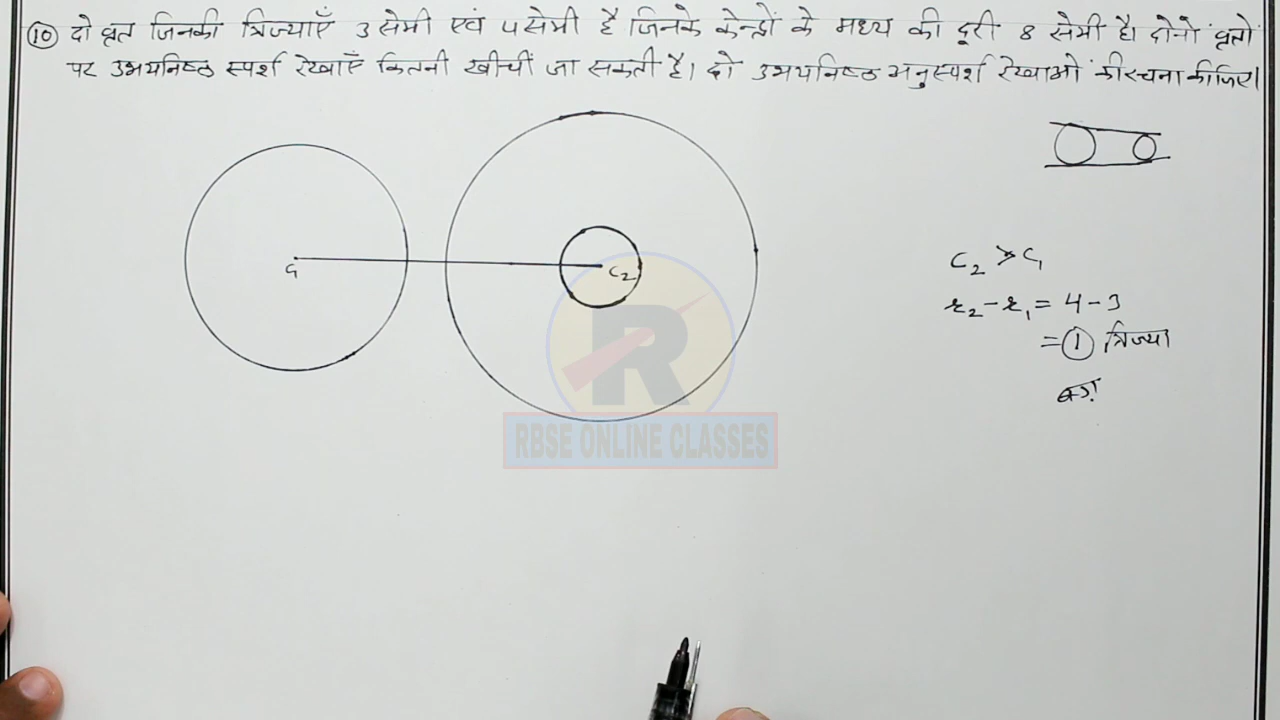 ⑩ दो वृत जिनकी त्रिज्याएँ 3 सेमी एवं 4 सेमी है जिनके केन्द्रों के मध्य की दूरी 8 सेमी है। दोनों वृतों
पर उभयनिष्ठ स्पर्श रेखाएँ कितनी खींचीं जा सकती है। दो उभयनिष्ठ अनुस्पर्श रेखाओं की रचना कीजिए।
C₁
C₂
C₂ > C₁
r₂ - r₁ = 4 - 3
= ① त्रिज्या
R
RBSE ONLINE CLASSES